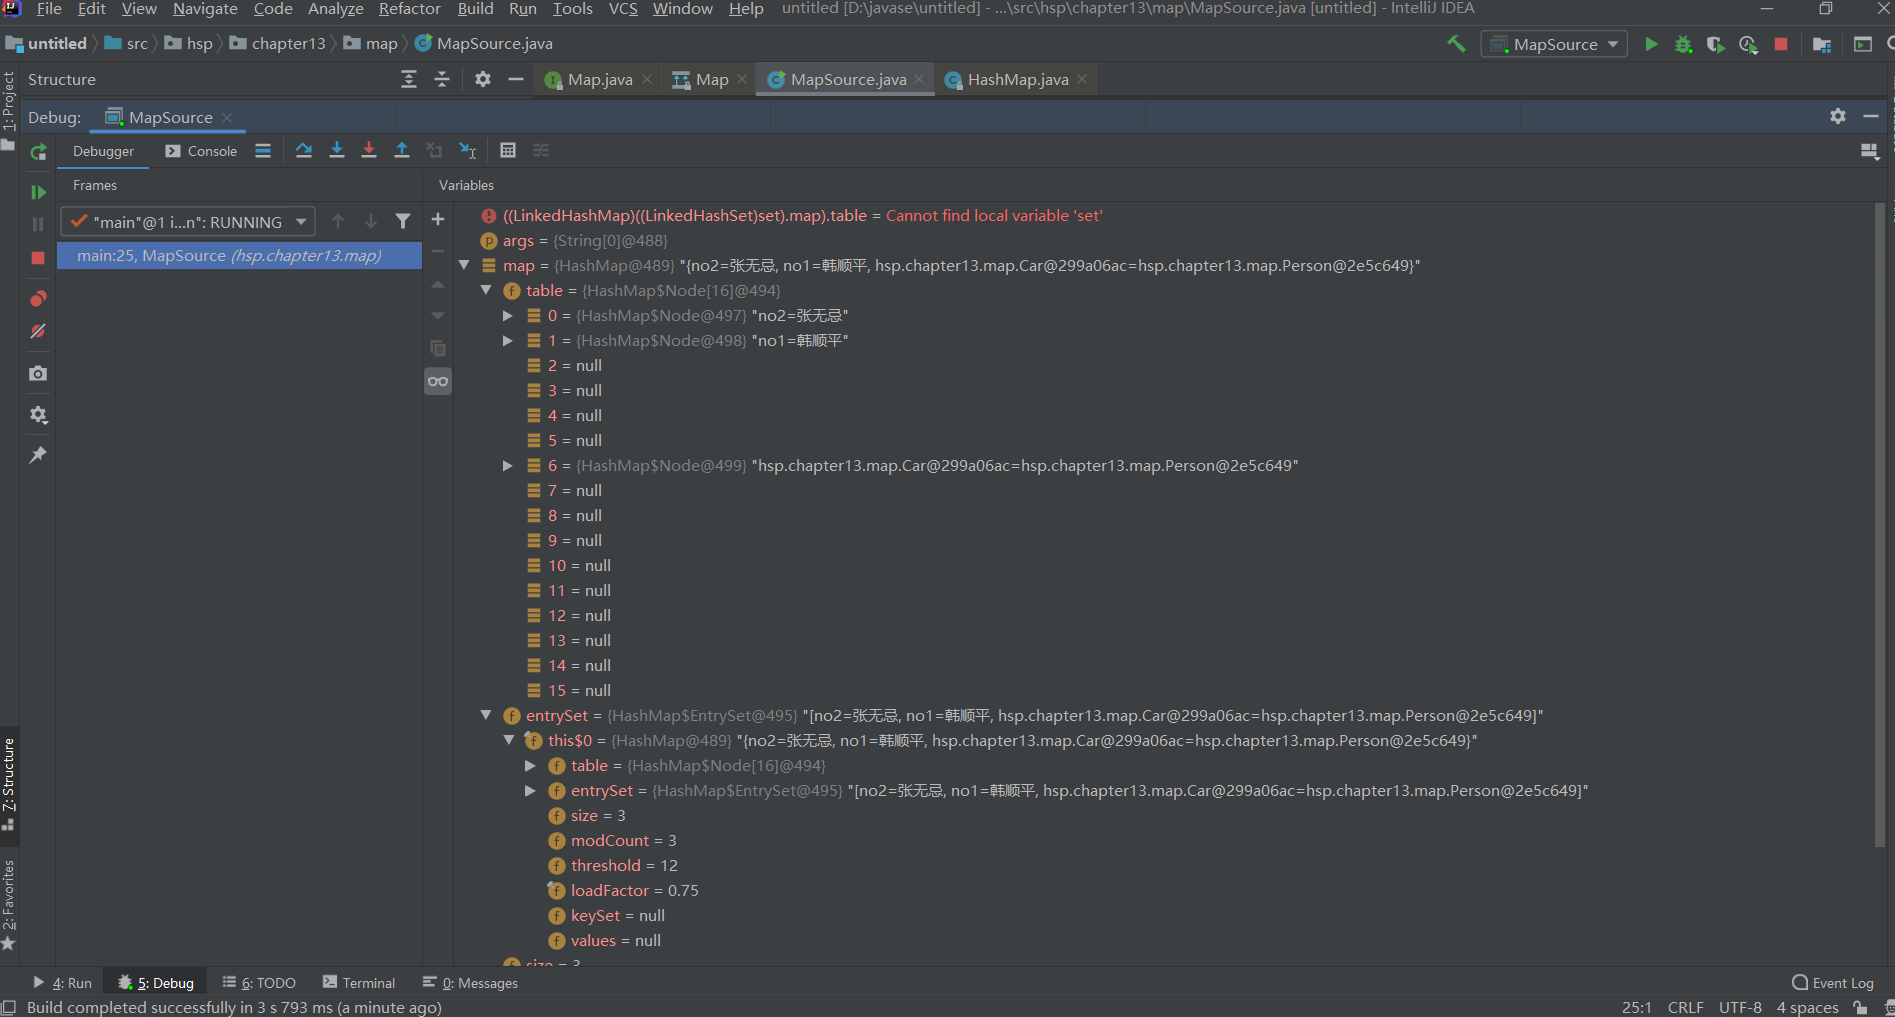 File Edit View Navigate Code Analyze Refactor Build Run Tools VCS Window Help untitled [D:\javase\untitled] - ...\src\hsp\chapter13\map\MapSource.java [untitled] - IntelliJ IDEA
untitled src hsp chapter13 map MapSource.java MapSource
1: Project
Structure Map.java Map MapSource.java HashMap.java
Debug: MapSource
Debugger Console
Frames Variables
"main"@1 i...n": RUNNING
main:25, MapSource (hsp.chapter13.map)
((LinkedHashMap)((LinkedHashSet)set).map).table = Cannot find local variable 'set'
args = {String[0]@488}
map = {HashMap@489} "{no2=张无忌, no1=韩顺平, hsp.chapter13.map.Car@299a06ac=hsp.chapter13.map.Person@2e5c649}"
table = {HashMap$Node[16]@494}
0 = {HashMap$Node@497} "no2=张无忌"
1 = {HashMap$Node@498} "no1=韩顺平"
2 = null
3 = null
4 = null
5 = null
6 = {HashMap$Node@499} "hsp.chapter13.map.Car@299a06ac=hsp.chapter13.map.Person@2e5c649"
7 = null
8 = null
9 = null
10 = null
11 = null
12 = null
13 = null
14 = null
15 = null
entrySet = {HashMap$EntrySet@495} "[no2=张无忌, no1=韩顺平, hsp.chapter13.map.Car@299a06ac=hsp.chapter13.map.Person@2e5c649]"
this$0 = {HashMap@489} "{no2=张无忌, no1=韩顺平, hsp.chapter13.map.Car@299a06ac=hsp.chapter13.map.Person@2e5c649}"
table = {HashMap$Node[16]@494}
entrySet = {HashMap$EntrySet@495} "[no2=张无忌, no1=韩顺平, hsp.chapter13.map.Car@299a06ac=hsp.chapter13.map.Person@2e5c649]"
size = 3
modCount = 3
threshold = 12
loadFactor = 0.75
keySet = null
values = null
size = 3
7: Structure
2: Favorites
4: Run 5: Debug 6: TODO Terminal 0: Messages Event Log
Build completed successfully in 3 s 793 ms (a minute ago) 25:1 CRLF UTF-8 4 spaces